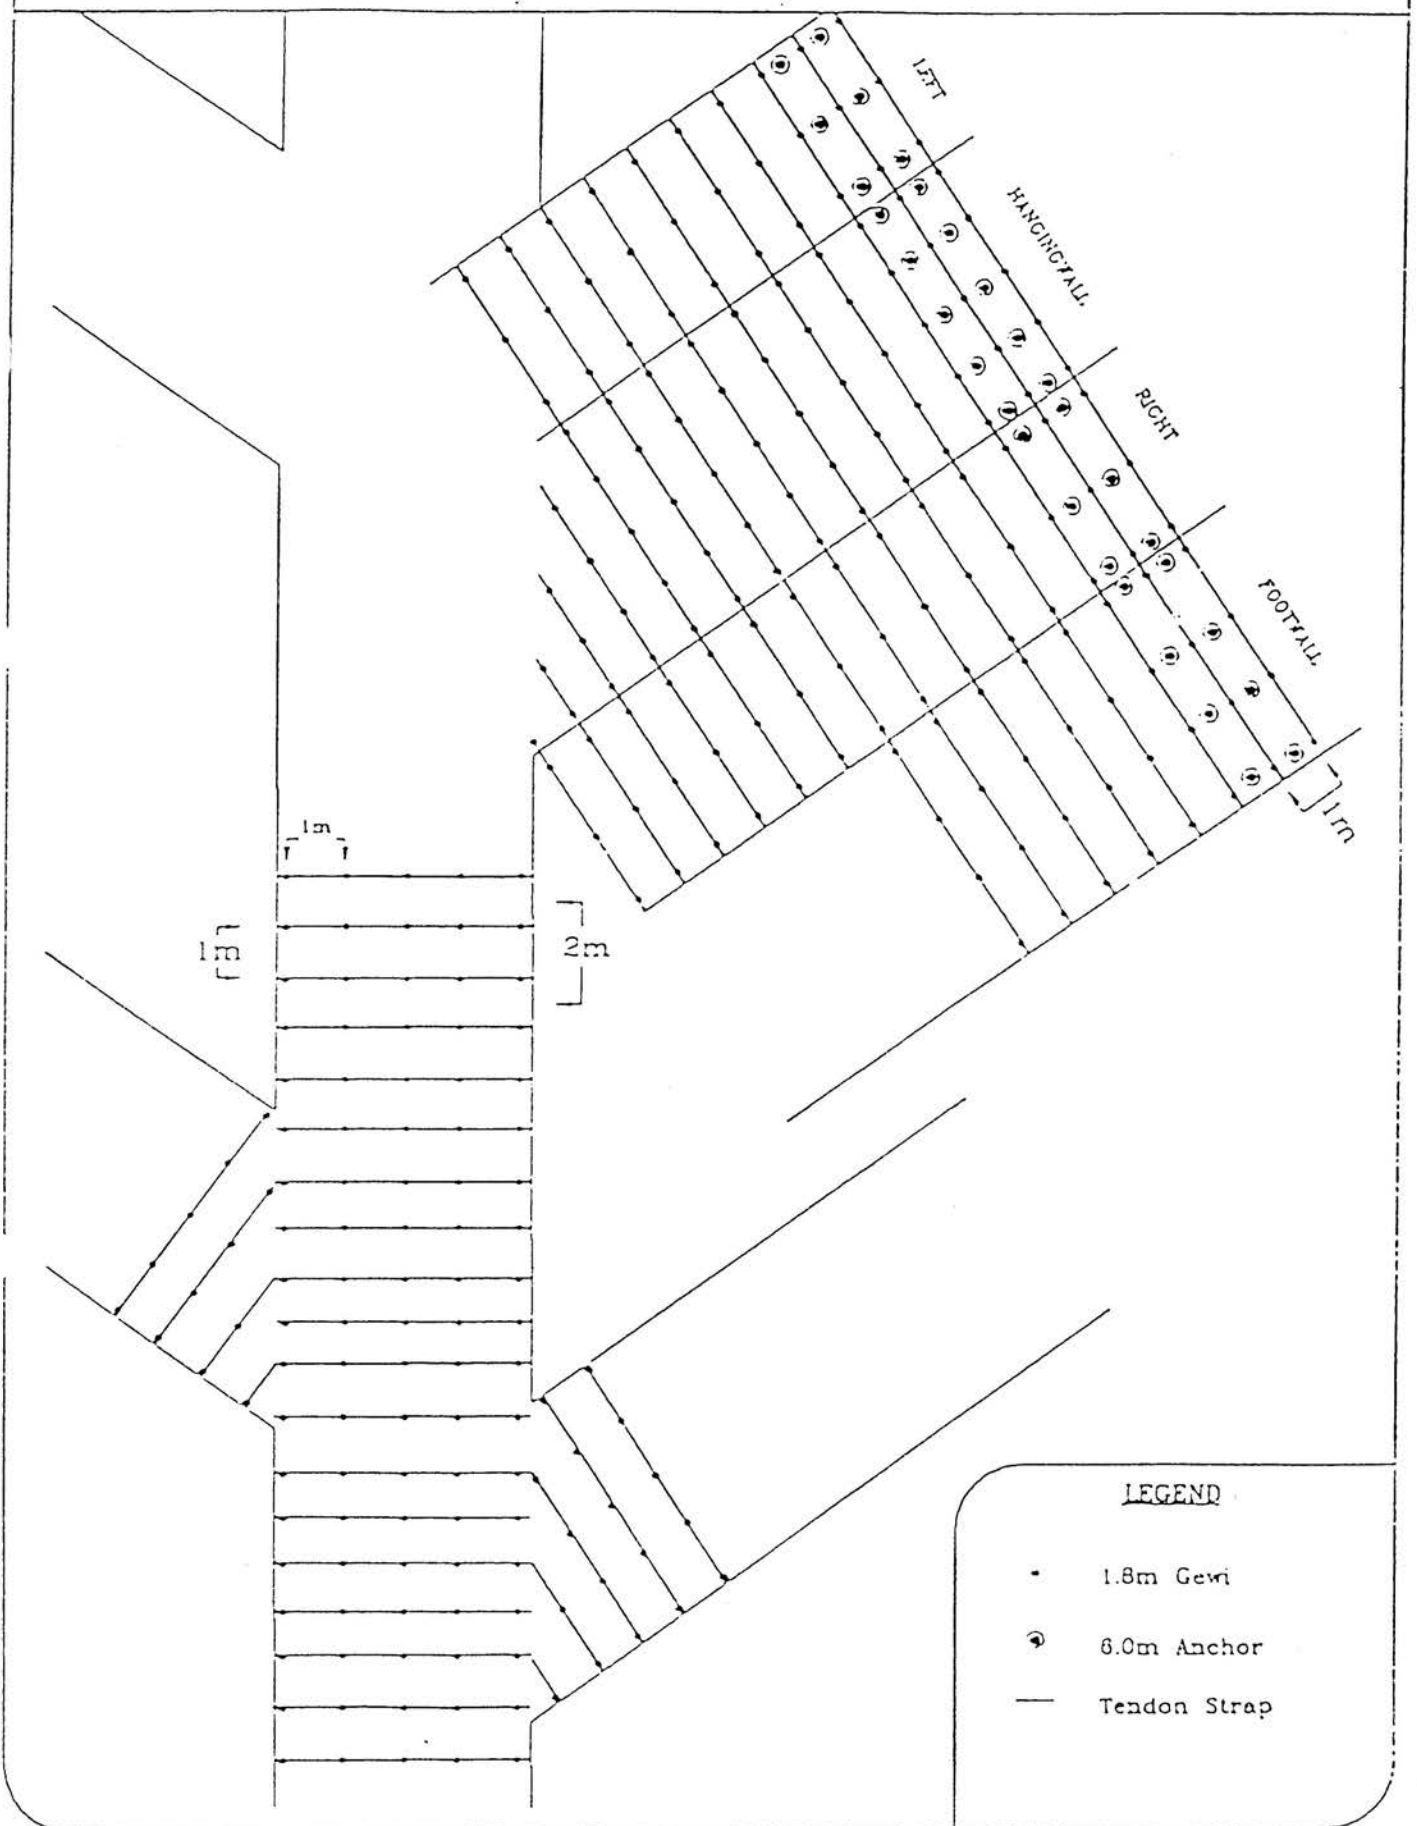 LEFT
HANGINGWALL
RIGHT
FOOTWALL
1m
1m
1m
2m
LEGEND
1.8m Gewi
6.0m Anchor
Tendon Strap